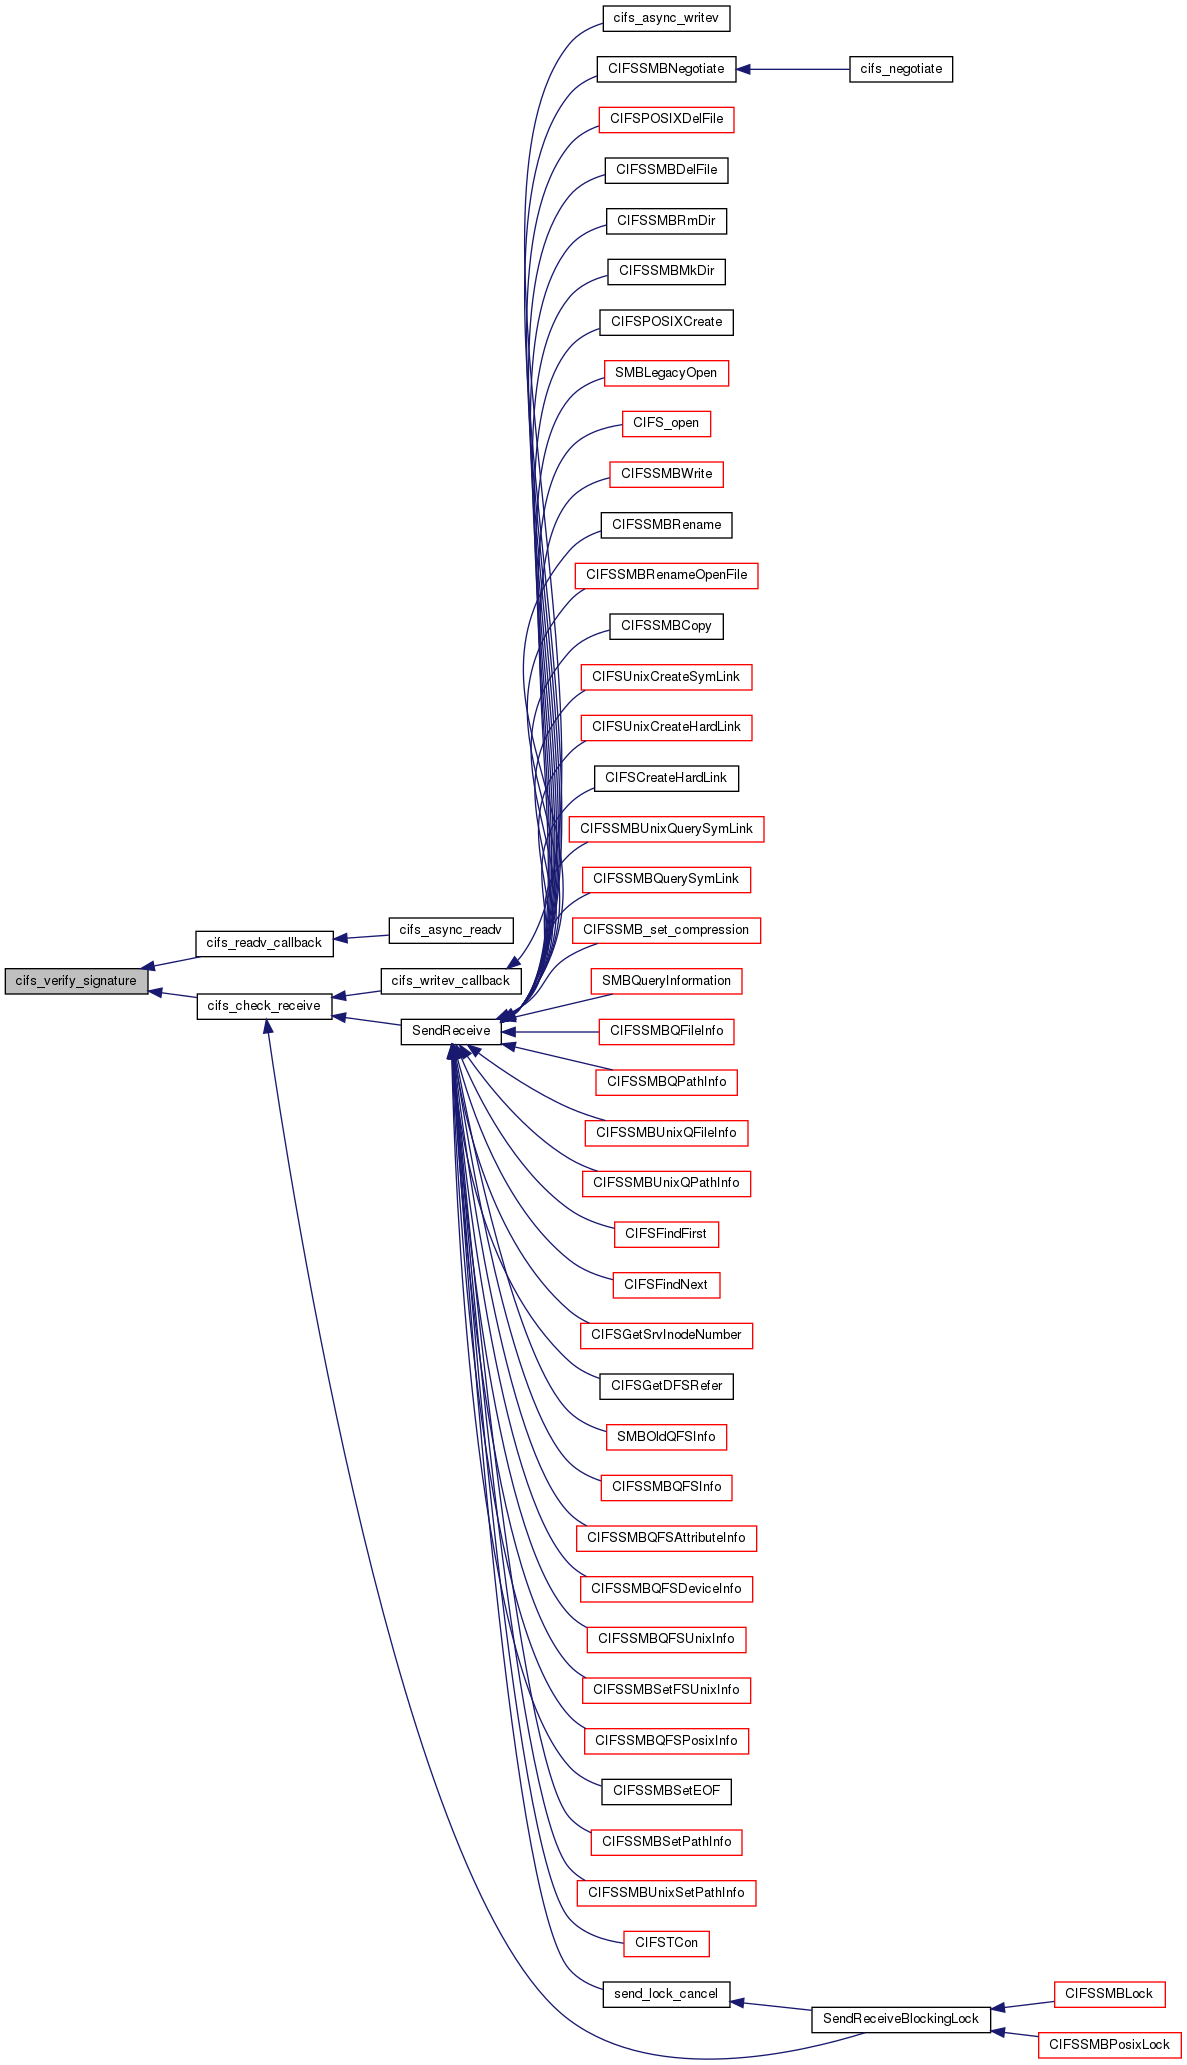 cifs_async_writev
CIFSSMBNegotiate
cifs_negotiate
CIFSPOSIXDelFile
CIFSSMBDelFile
CIFSSMBRmDir
CIFSSMBMkDir
CIFSPOSIXCreate
SMBLegacyOpen
CIFS_open
CIFSSMBWrite
CIFSSMBRename
CIFSSMBRenameOpenFile
CIFSSMBCopy
CIFSUnixCreateSymLink
CIFSUnixCreateHardLink
CIFSCreateHardLink
CIFSSMBUnixQuerySymLink
CIFSSMBQuerySymLink
CIFSSMB_set_compression
cifs_async_readv
cifs_readv_callback
cifs_verify_signature
cifs_writev_callback
SMBQueryInformation
cifs_check_receive
SendReceive
CIFSSMBQFileInfo
CIFSSMBQPathInfo
CIFSSMBUnixQFileInfo
CIFSSMBUnixQPathInfo
CIFSFindFirst
CIFSFindNext
CIFSGetSrvInodeNumber
CIFSGetDFSRefer
SMBOldQFSInfo
CIFSSMBQFSInfo
CIFSSMBQFSAttributeInfo
CIFSSMBQFSDeviceInfo
CIFSSMBQFSUnixInfo
CIFSSMBSetFSUnixInfo
CIFSSMBQFSPosixInfo
CIFSSMBSetEOF
CIFSSMBSetPathInfo
CIFSSMBUnixSetPathInfo
CIFSTCon
send_lock_cancel
CIFSSMBLock
SendReceiveBlockingLock
CIFSSMBPosixLock